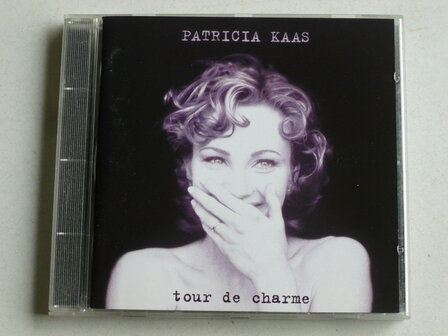 PATRICIA KAAS
tour de charme